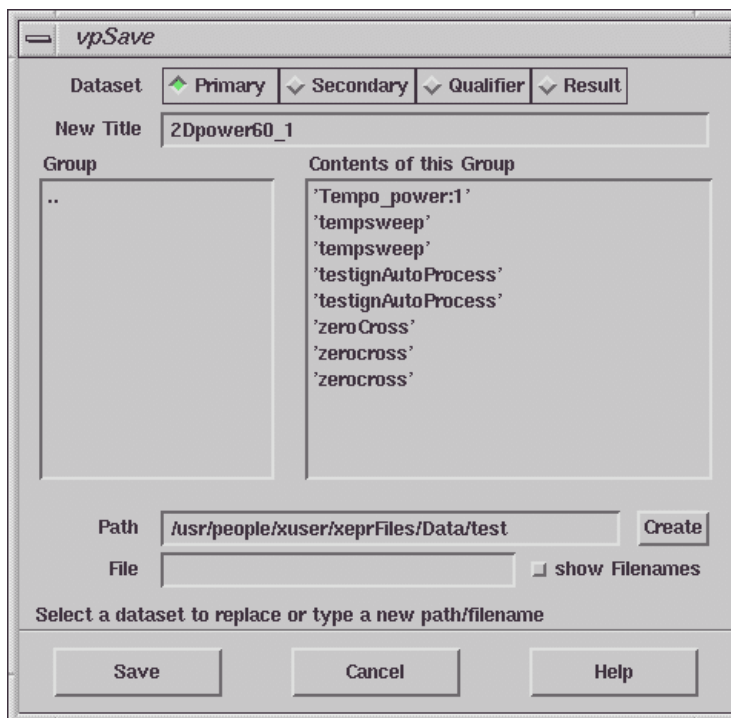 vpSave
Dataset Primary Secondary Qualifier Result
New Title 2Dpower60_1
Group Contents of this Group
..
'Tempo_power:1'
'tempsweep'
'tempsweep'
'testignAutoProcess'
'testignAutoProcess'
'zeroCross'
'zerocross'
'zerocross'
Path /usr/people/xuser/xeprFiles/Data/test Create
File show Filenames
Select a dataset to replace or type a new path/filename
Save Cancel Help